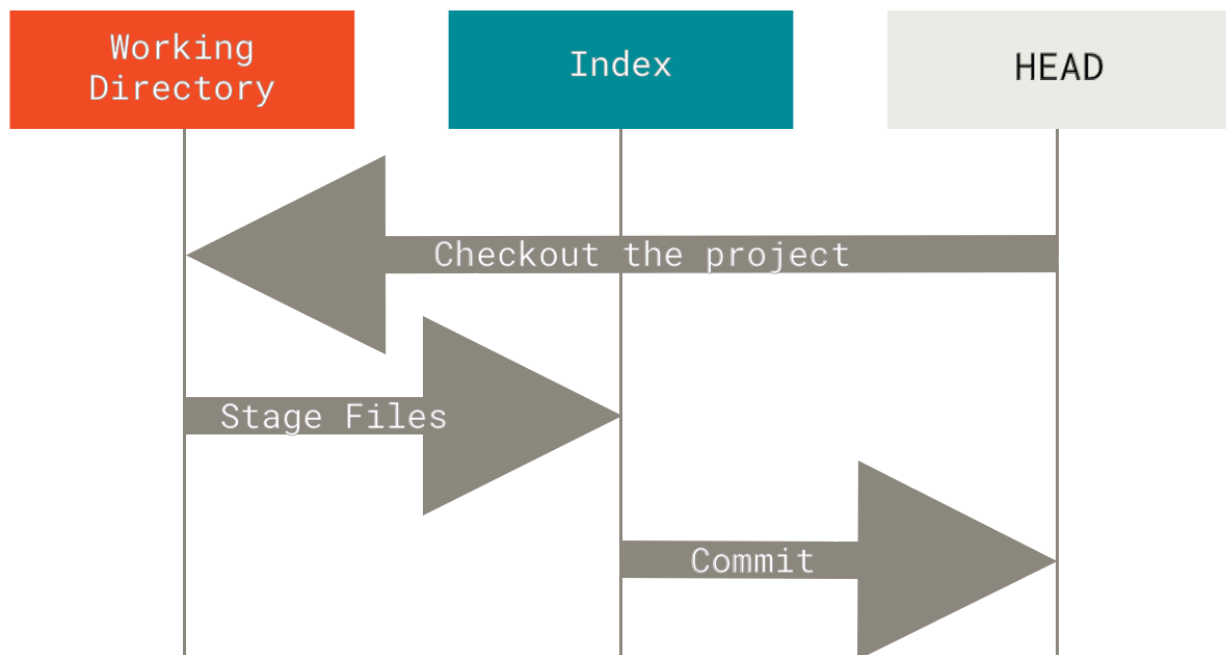 Working
Directory
Index
HEAD
Checkout the project
Stage Files
Commit